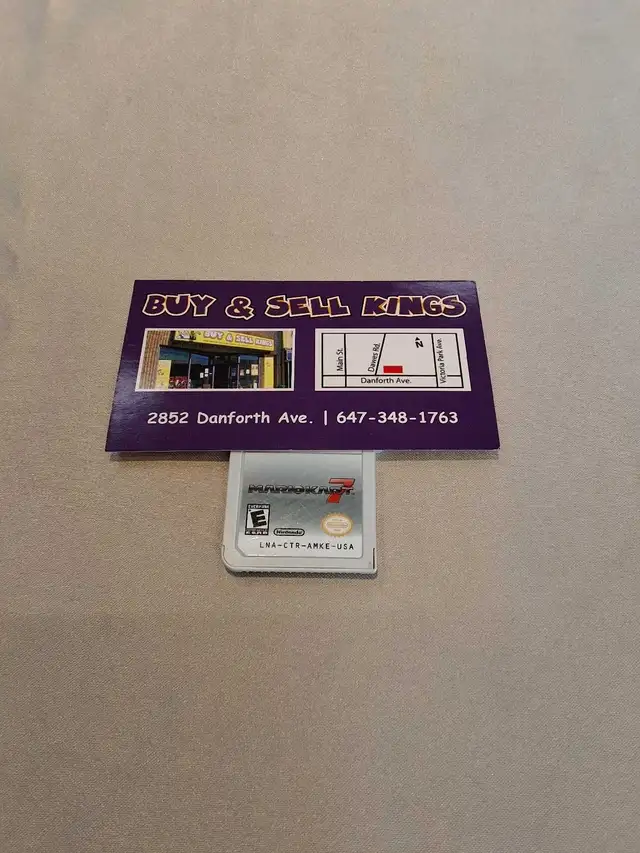 BUY & SELL KINGS
BUY & SELL KINGS
Main St.
Dawes Rd.
N
Victoria Park Ave.
Danforth Ave.
2852 Danforth Ave. | 647-348-1763
MARIOKART 7
EVERYONE
E
ESRB
Nintendo
LNA-CTR-AMKE-USA